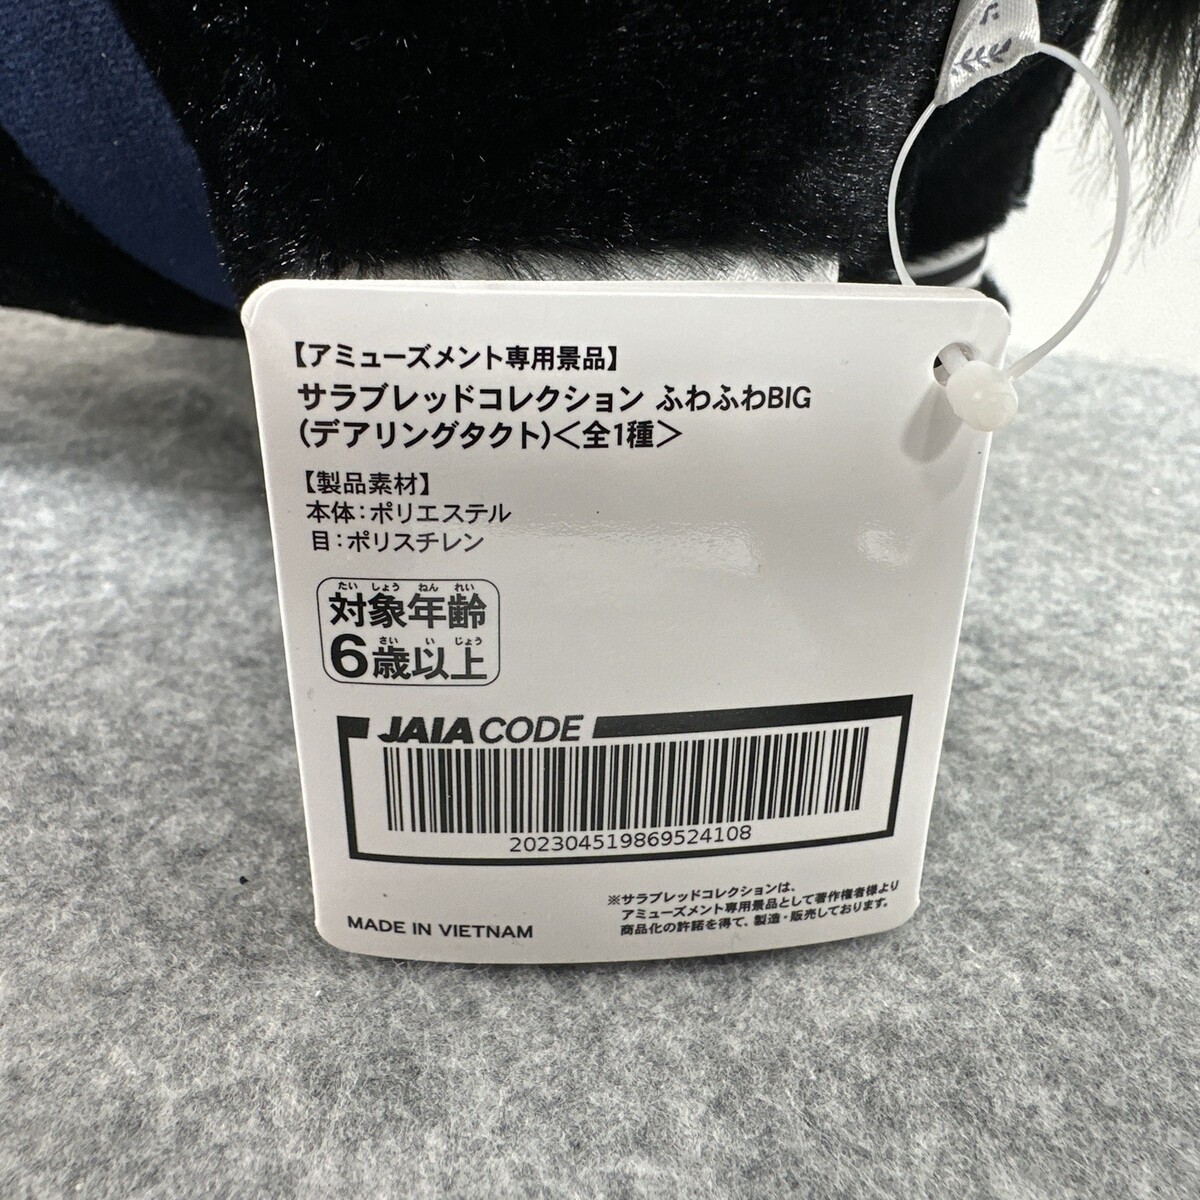 【アミューズメント専用景品】
サラブレッドコレクション ふわふわBIG
(デアリングタクト)＜全1種＞
【製品素材】
本体：ポリエステル
目：ポリスチレン
たい しょう ねん れい
対象年齢
さい い じょう
6歳以上
JAIA CODE
202304519869524108
MADE IN VIETNAM
※サラブレッドコレクションは、
アミューズメント専用景品として著作権者様より
商品化の許諾を得て、製造・販売しております。